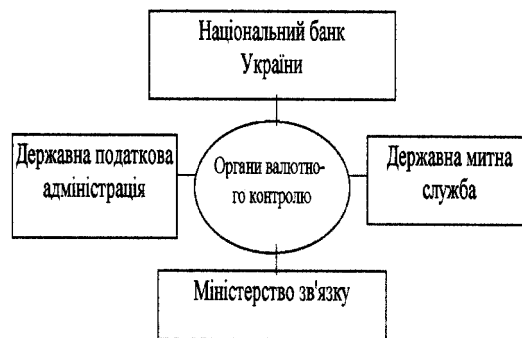 Національний банк
України
Державна податкова
адміністрація
Органи валютно-
го контролю
Державна митна
служба
Міністерство зв'язку